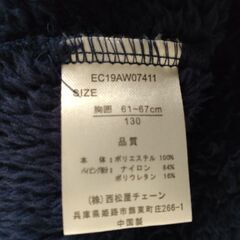 EC19AW07411
SIZE
胸囲 61~67cm
130
品質
本体: ポリエステル 100%
パイピング部分: ナイロン 84%
ポリウレタン 16%
(株) 西松屋チェーン
兵庫県姫路市飾東町庄266-1
中国製